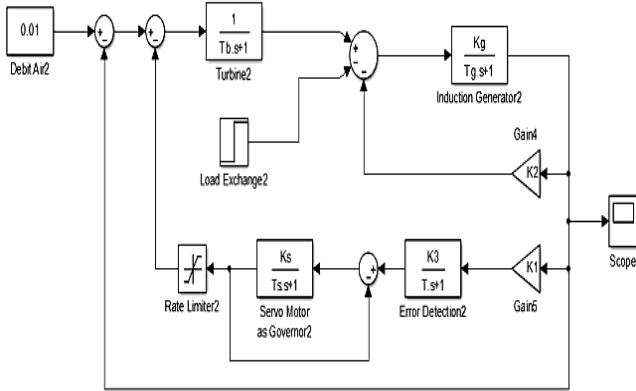 0.01
Debit Air2
1
Tb.s+1
Turbine2
Kg
Tg.s+1
Induction Generator2
Load Exchange2
Gain4
K2
Scope
Rate Limiter2
Ks
Ts.s+1
Servo Motor
as Governor2
K3
T.s+1
Error Detection2
K1
Gain5